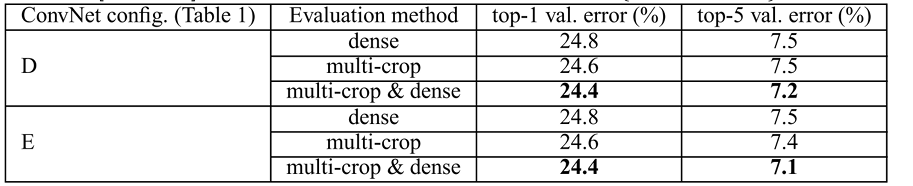 ConvNet config. (Table 1) Evaluation method top-1 val. error (%) top-5 val. error (%)
D
dense 24.8 7.5
multi-crop 24.6 7.5
multi-crop & dense 24.4 7.2
E
dense 24.8 7.5
multi-crop 24.6 7.4
multi-crop & dense 24.4 7.1